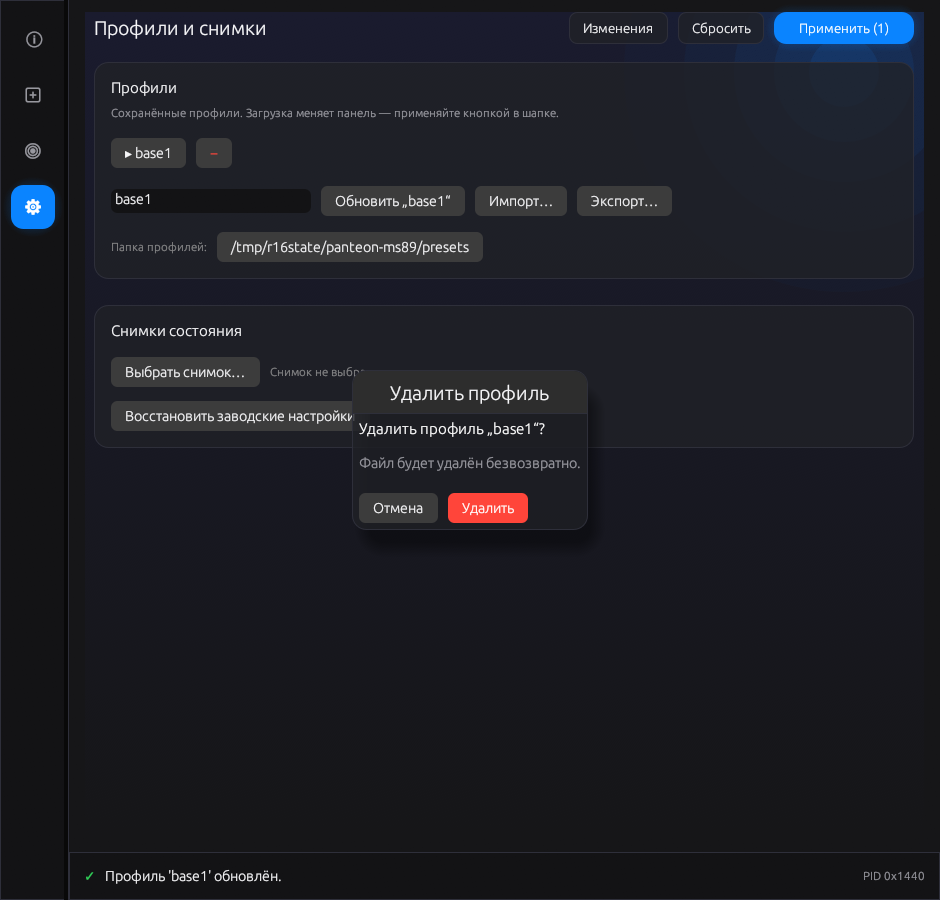 Профили и снимки
Изменения
Сбросить
Применить (1)
Профили
Сохранённые профили. Загрузка меняет панель — применяйте кнопкой в шапке.
▸ base1
–
base1
Обновить „base1“
Импорт…
Экспорт…
Папка профилей:
/tmp/r16state/panteon-ms89/presets
Снимки состояния
Выбрать снимок…
Снимок не
Восстановить заводские настройки
Удалить профиль
Удалить профиль „base1“?
Файл будет удалён безвозвратно.
Отмена
Удалить
✓ Профиль 'base1' обновлён.
PID 0x1440